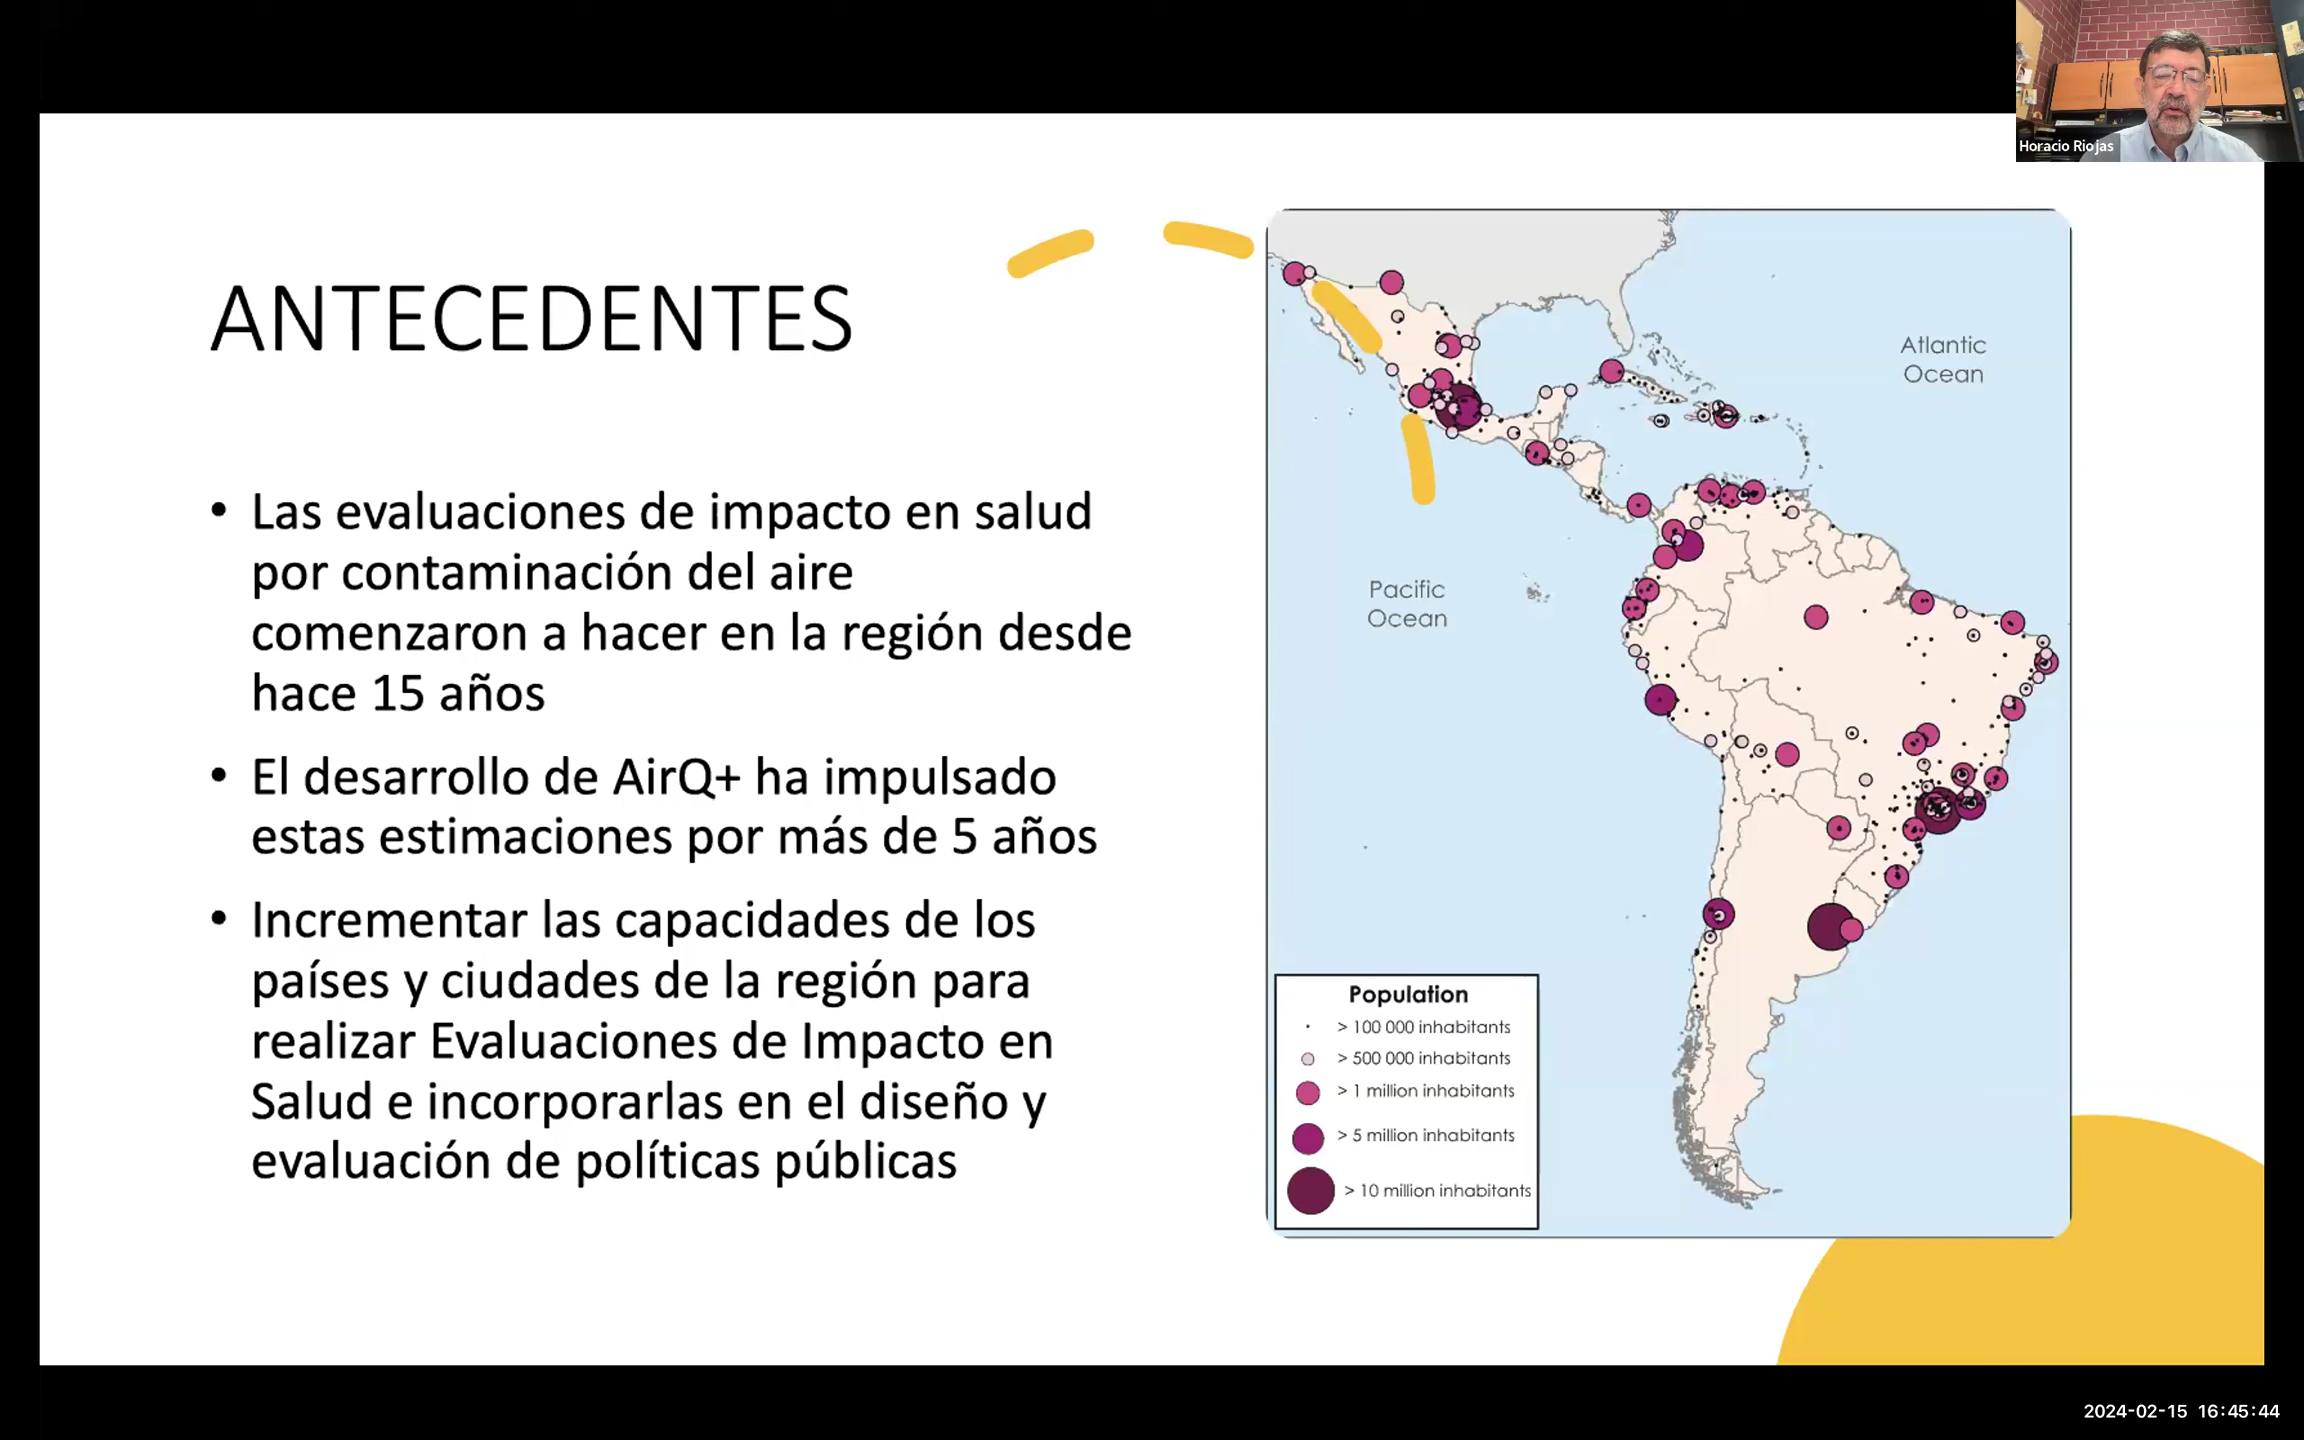 Horacio Riojas
ANTECEDENTES
• Las evaluaciones de impacto en salud
por contaminación del aire
comenzaron a hacer en la región desde
hace 15 años
• El desarrollo de AirQ+ ha impulsado
estas estimaciones por más de 5 años
• Incrementar las capacidades de los
países y ciudades de la región para
realizar Evaluaciones de Impacto en
Salud e incorporarlas en el diseño y
evaluación de políticas públicas
Atlantic
Ocean
Pacific
Ocean
Population
> 100 000 inhabitants
> 500 000 inhabitants
> 1 million inhabitants
> 5 million inhabitants
> 10 million inhabitants
2024-02-15 16:45:44